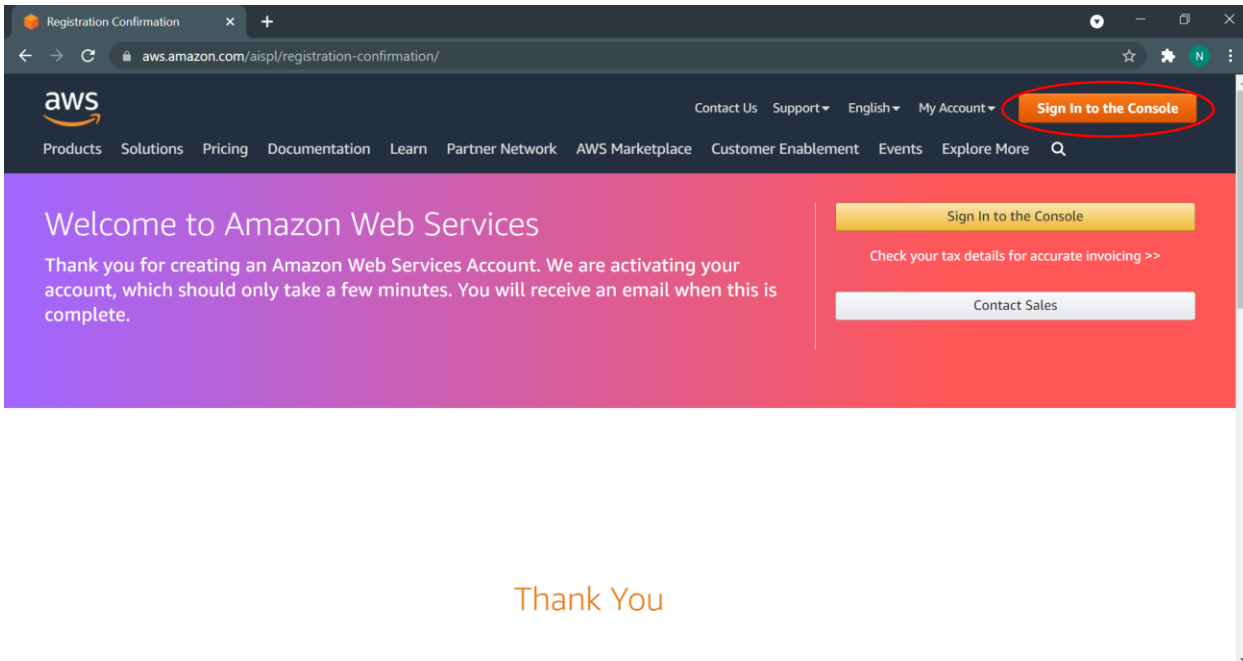 Registration Confirmation
aws.amazon.com/aispl/registration-confirmation/
N
aws
Contact Us Support English My Account Sign In to the Console
Products Solutions Pricing Documentation Learn Partner Network AWS Marketplace Customer Enablement Events Explore More
Welcome to Amazon Web Services
Thank you for creating an Amazon Web Services Account. We are activating your
account, which should only take a few minutes. You will receive an email when this is
complete.
Sign In to the Console
Check your tax details for accurate invoicing >>
Contact Sales
Thank You